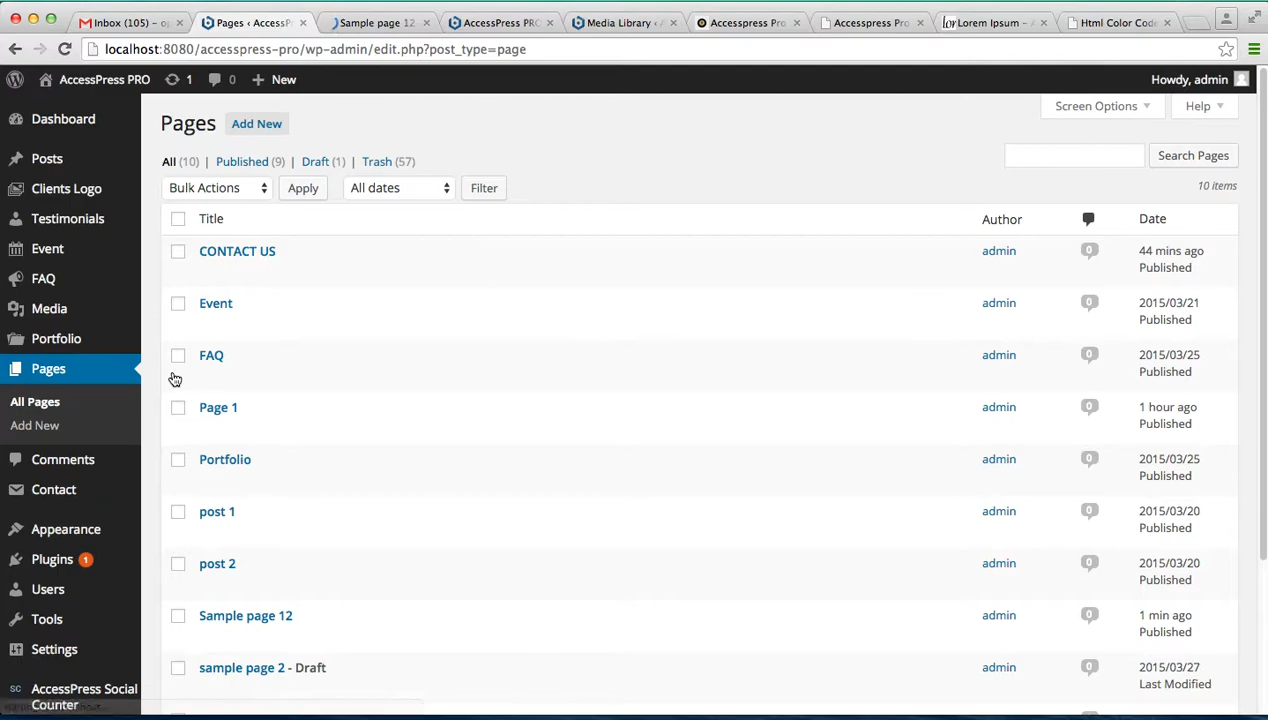 Inbox (105) - o
Pages ‹ AccessP
Sample page 12
AccessPress PRO
Media Library ‹ A
Accesspress Pro
Accesspress Pro
Lorem Ipsum - A
Html Color Cod
localhost:8080/accesspress-pro/wp-admin/edit.php?post_type=page
AccessPress PRO 1 0 + New Howdy, admin
Screen Options Help
Dashboard
Posts
Clients Logo
Testimonials
Event
FAQ
Media
Portfolio
Pages
All Pages
Add New
Comments
Contact
Appearance
Plugins 1
Users
Tools
Settings
SC AccessPress Social
Counter
Pages Add New
All (10) | Published (9) | Draft (1) | Trash (57)
Search Pages
Bulk Actions Apply All dates Filter
10 items
Title Author Date
CONTACT US admin 0 44 mins ago
Published
Event admin 0 2015/03/21
Published
FAQ admin 0 2015/03/25
Published
Page 1 admin 0 1 hour ago
Published
Portfolio admin 0 2015/03/25
Published
post 1 admin 0 2015/03/20
Published
post 2 admin 0 2015/03/20
Published
Sample page 12 admin 0 1 min ago
Published
sample page 2 - Draft admin 0 2015/03/27
Last Modified